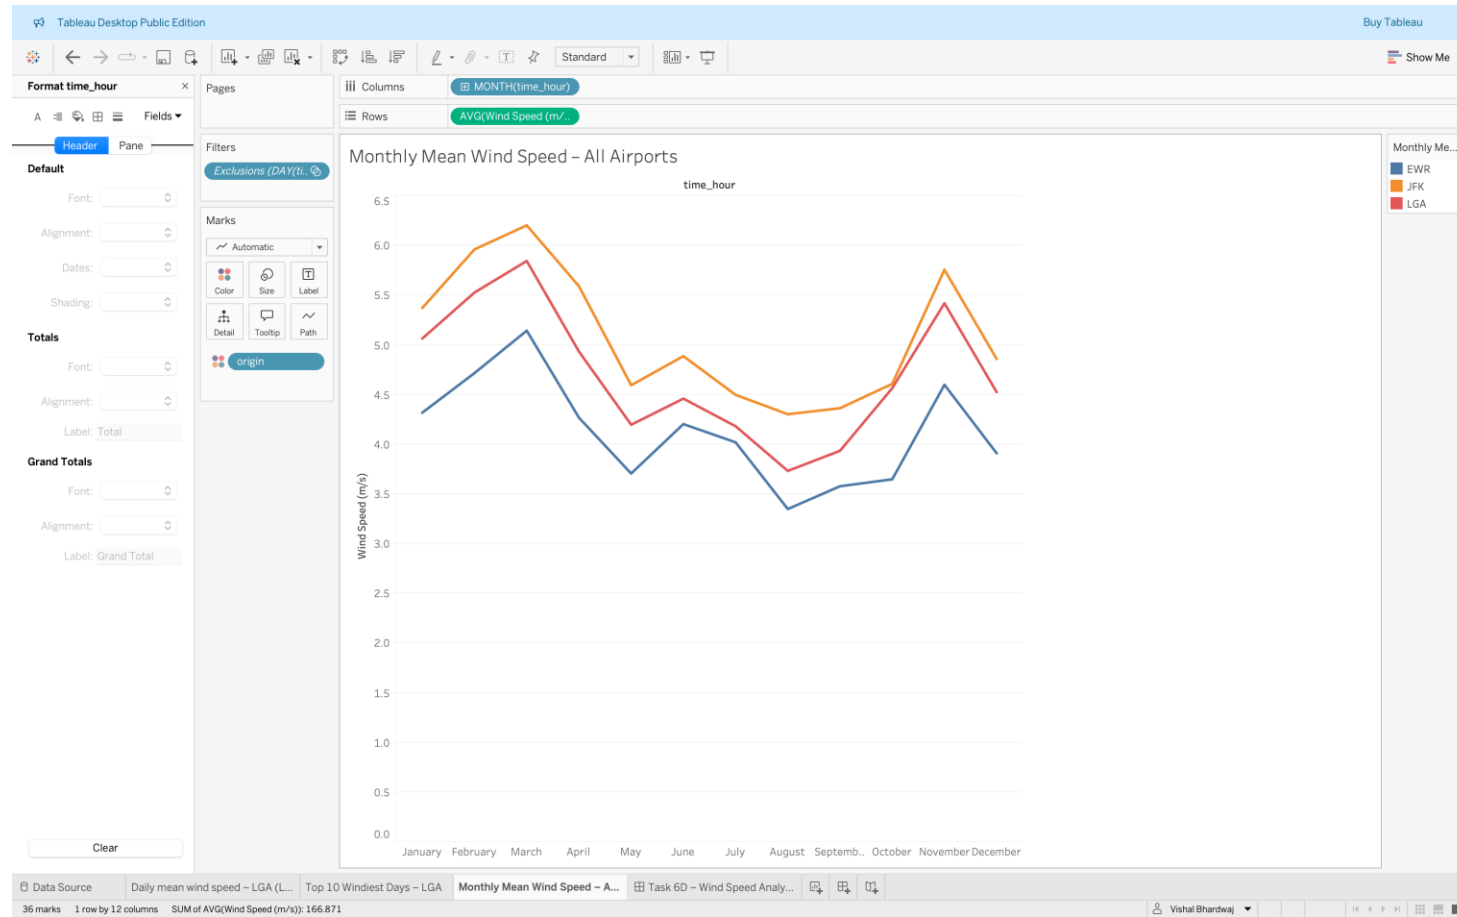 Tableau Desktop Public Edition
Buy Tableau
Standard
Show Me
Format time_hour
Fields
Header
Pane
Default
Font:
Alignment:
Dates:
Shading:
Totals
Font:
Alignment:
Label: Total
Grand Totals
Font:
Alignment:
Label: Grand Total
Clear
Pages
Filters
Exclusions (DAY(ti..
Marks
Automatic
Color
Size
Label
Detail
Tooltip
Path
origin
Columns
MONTH(time_hour)
Rows
AVG(Wind Speed (m/..
Monthly Mean Wind Speed – All Airports
time_hour
6.5
6.0
5.5
5.0
4.5
4.0
3.5
3.0
2.5
2.0
1.5
1.0
0.5
0.0
Wind Speed (m/s)
January February March April May June July August Septemb.. October November December
Monthly Me...
EWR
JFK
LGA
Data Source
Daily mean wind speed – LGA (L...
Top 10 Windiest Days – LGA
Monthly Mean Wind Speed – A...
Task 6D – Wind Speed Analy...
36 marks 1 row by 12 columns SUM of AVG(Wind Speed (m/s)): 166.871
Vishal Bhardwaj